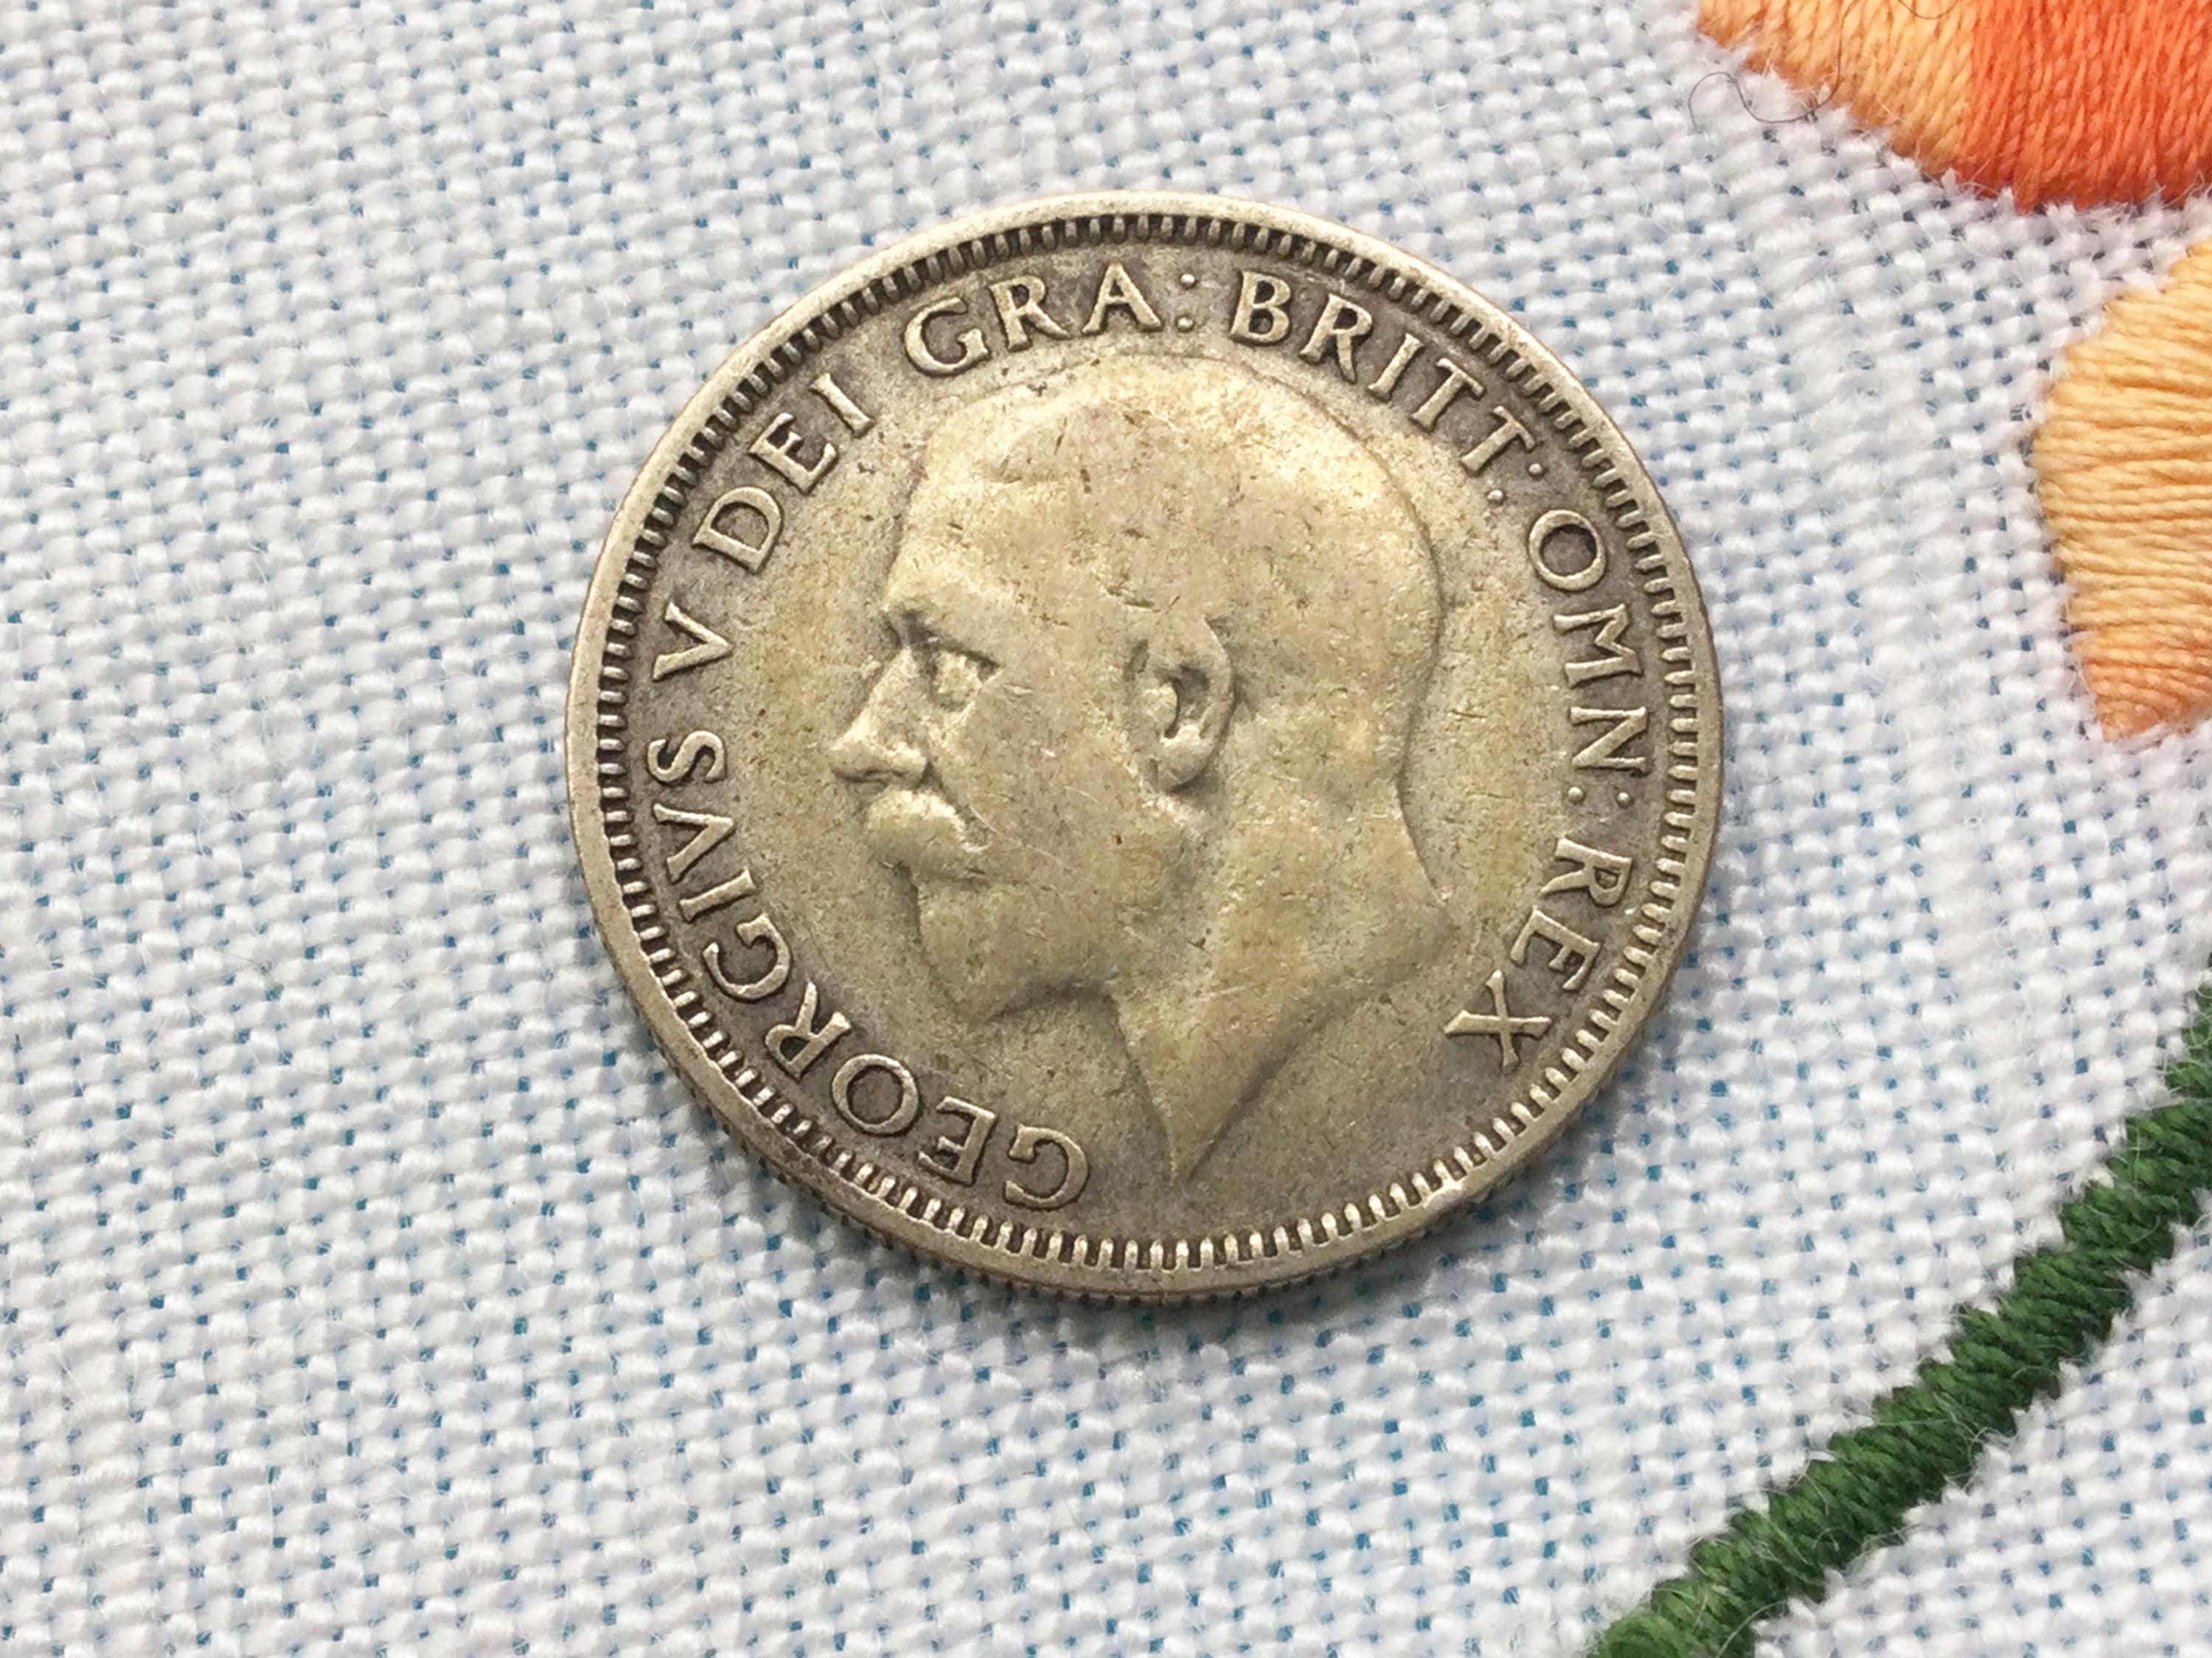 GEORGIVS V DEI GRA: BRITT: OMN: REX